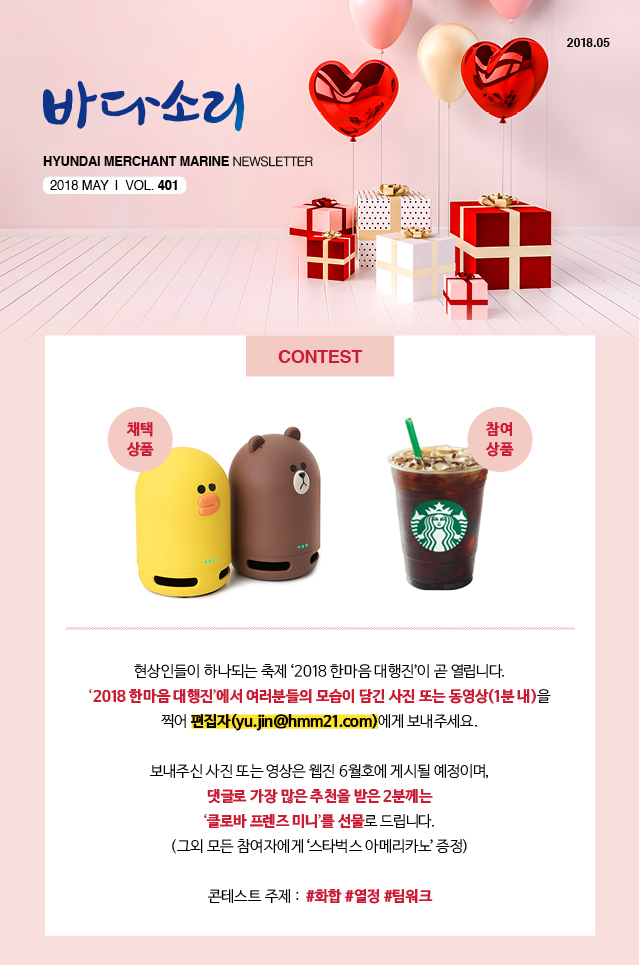 2018.05
바다소리
HYUNDAI MERCHANT MARINE NEWSLETTER
2018 MAY I VOL. 401
CONTEST
채택
상품
참여
상품
현상인들이 하나되는 축제 ‘2018 한마음 대행진’이 곧 열립니다.
‘2018 한마음 대행진’에서 여러분들의 모습이 담긴 사진 또는 동영상(1분 내)을
찍어 편집자(yu.jin@hmm21.com)에게 보내주세요.
보내주신 사진 또는 영상은 웹진 6월호에 게시될 예정이며,
댓글로 가장 많은 추천을 받은 2분께는
‘클로바 프렌즈 미니’를 선물로 드립니다.
(그외 모든 참여자에게 ‘스타벅스 아메리카노’ 증정)
콘테스트 주제 : #화합 #열정 #팀워크